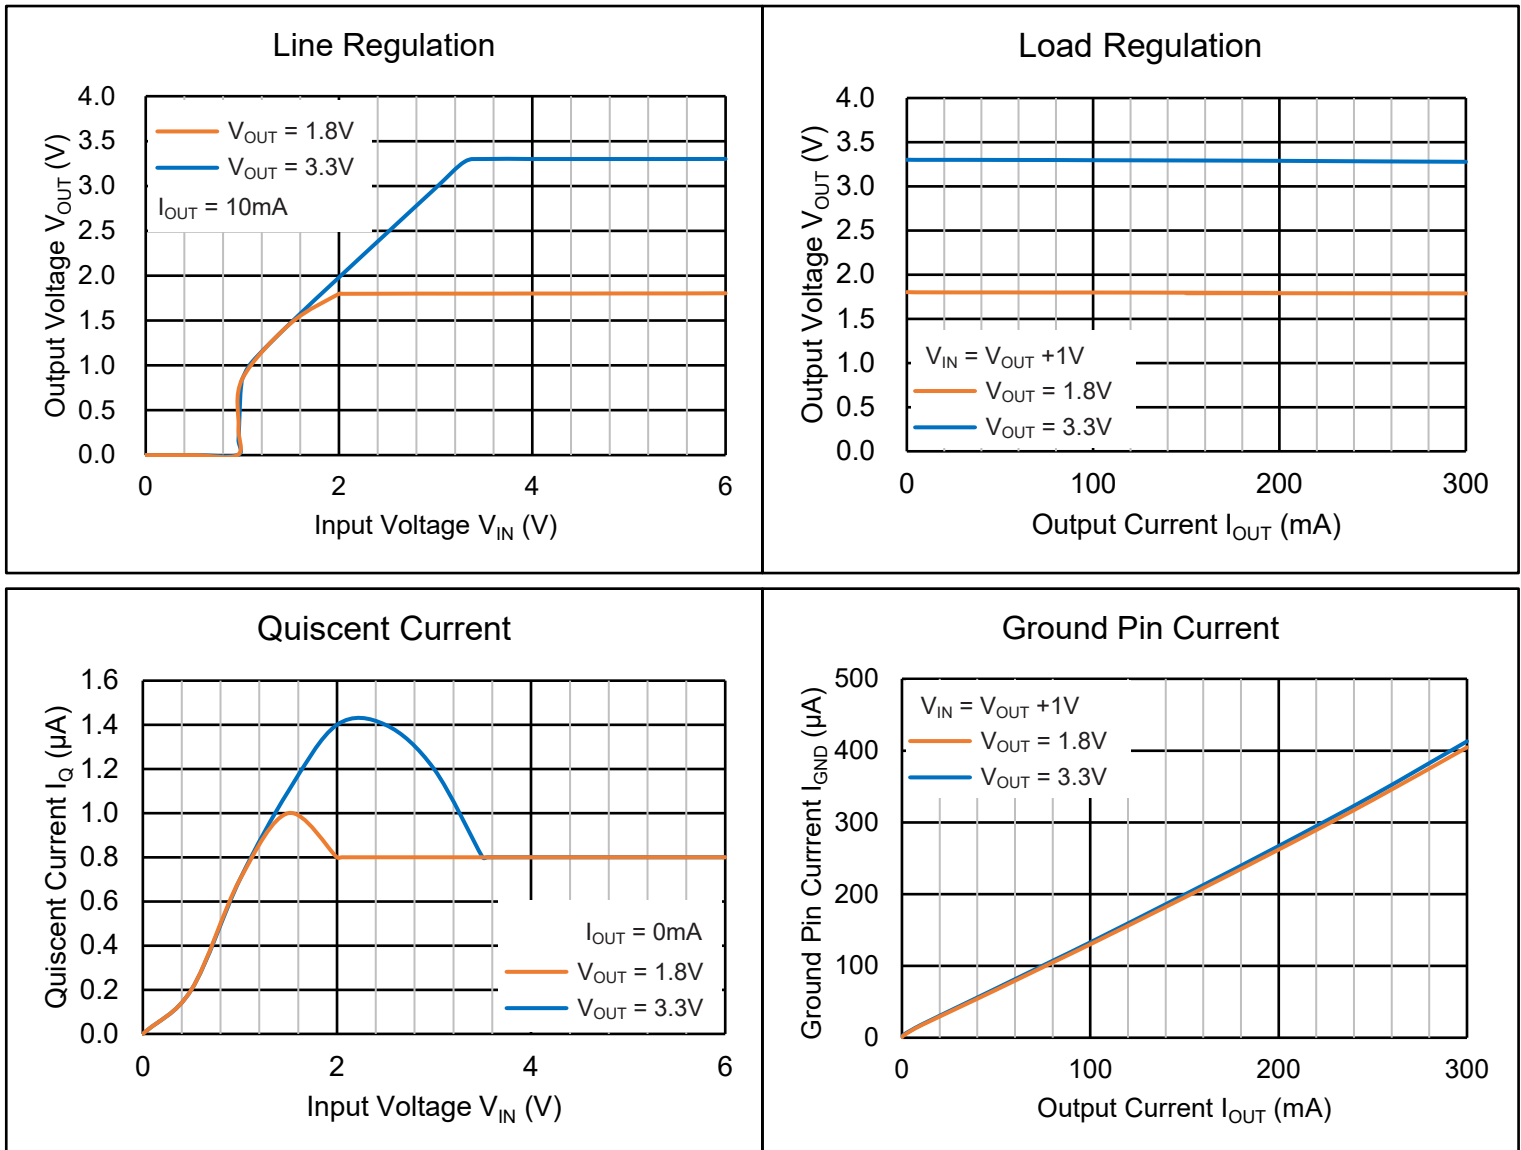 Line Regulation
Output Voltage VOUT (V)
4.0
3.5
3.0
2.5
2.0
1.5
1.0
0.5
0.0
VOUT = 1.8V
VOUT = 3.3V
IOUT = 10mA
0 2 4 6
Input Voltage VIN (V)
Load Regulation
Output Voltage VOUT (V)
4.0
3.5
3.0
2.5
2.0
1.5
1.0
0.5
0.0
VIN = VOUT +1V
VOUT = 1.8V
VOUT = 3.3V
0 100 200 300
Output Current IOUT (mA)
Quiscent Current
Quiscent Current IQ (µA)
1.6
1.4
1.2
1.0
0.8
0.6
0.4
0.2
0.0
IOUT = 0mA
VOUT = 1.8V
VOUT = 3.3V
0 2 4 6
Input Voltage VIN (V)
Ground Pin Current
Ground Pin Currrent IGND (µA)
500
400
300
200
100
0
VIN = VOUT +1V
VOUT = 1.8V
VOUT = 3.3V
0 100 200 300
Output Current IOUT (mA)